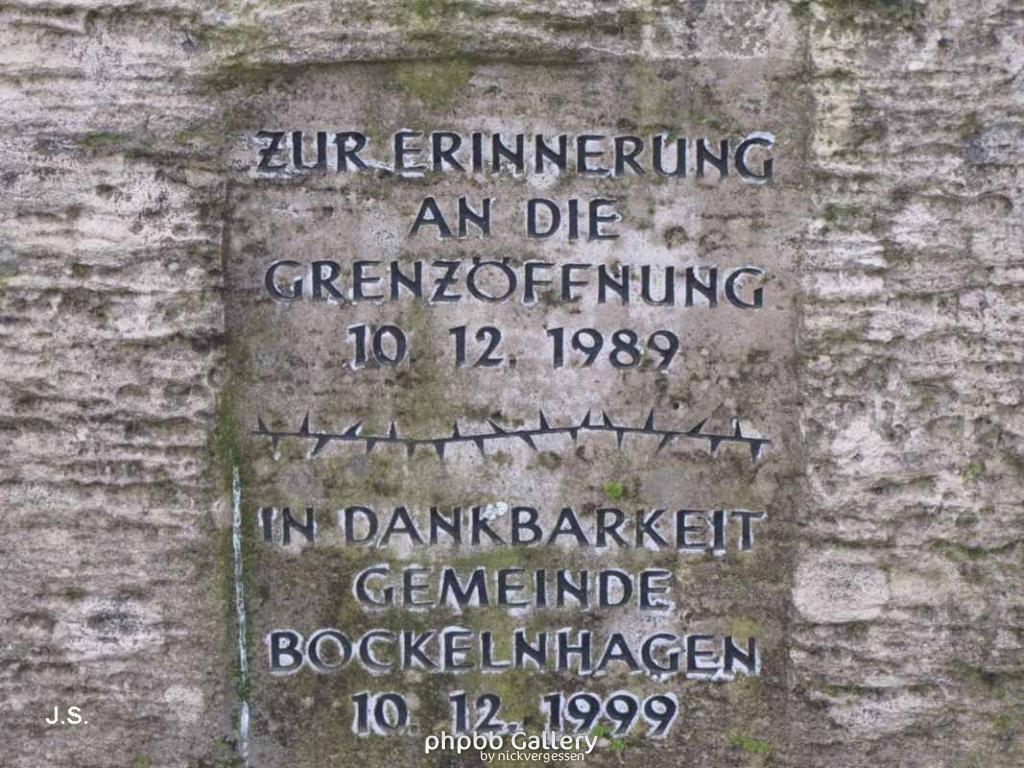 ZUR ERINNERUNG
AN DIE
GRENZÖFFNUNG
10. 12. 1989
IN DANKBARKEIT
GEMEINDE
BOCKELNHAGEN
10. 12. 1999
J.S.
phpbb Gallery
by nickvergessen